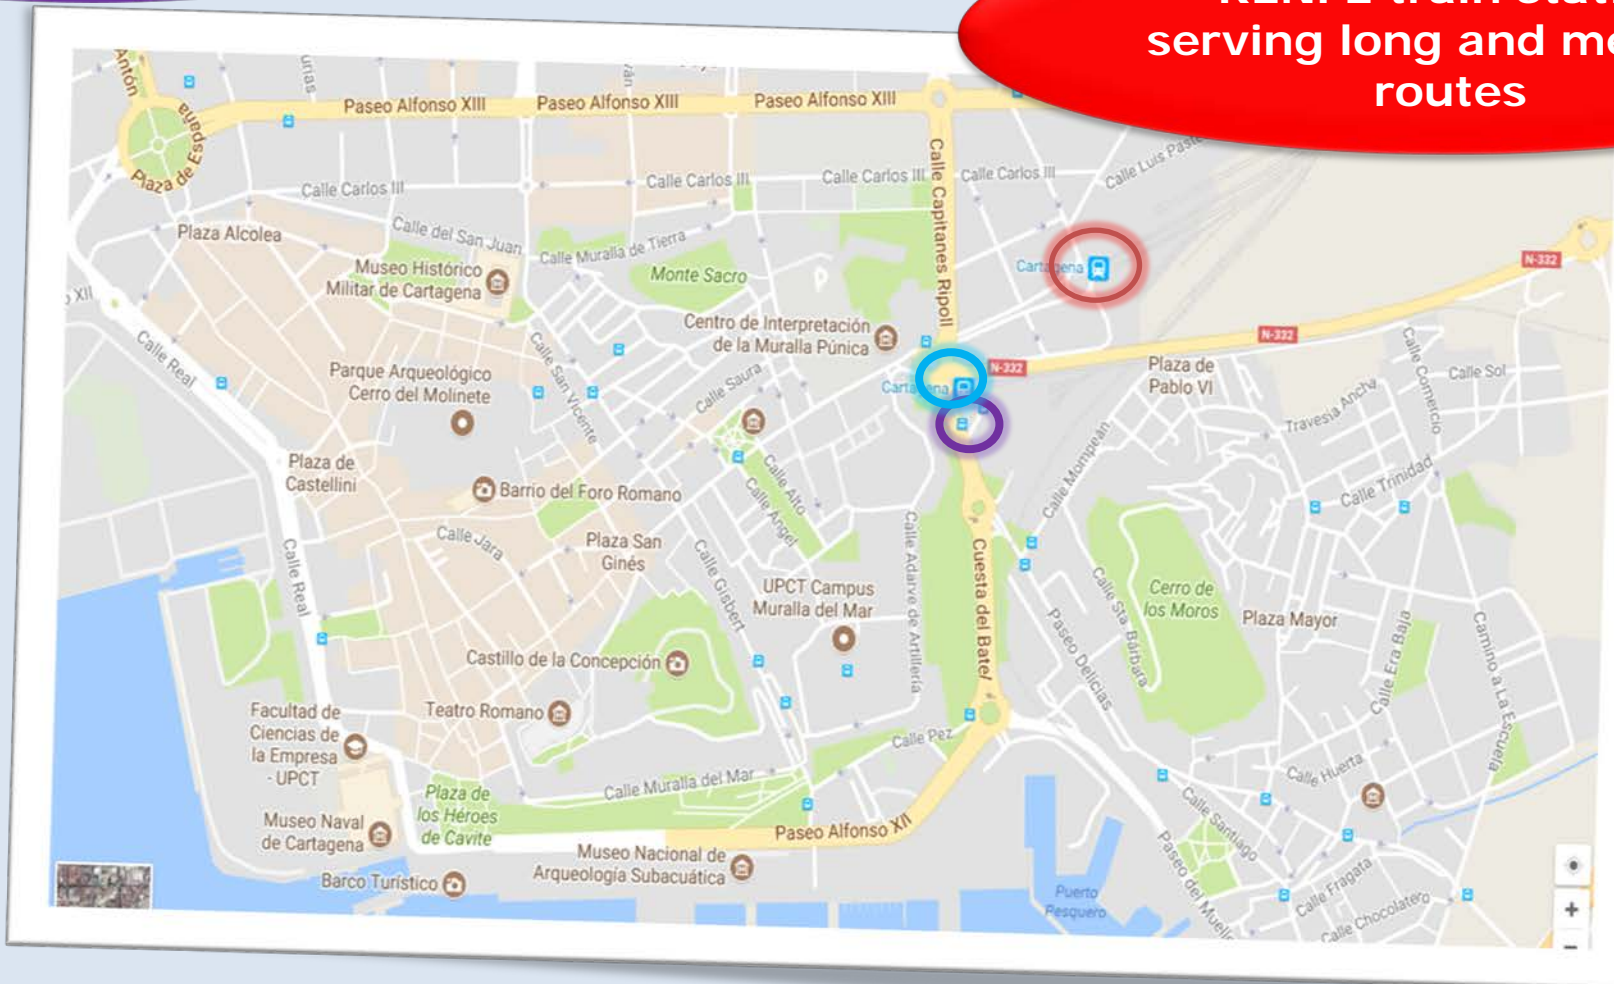 serving long and
routes
Antón
Paseo Alfonso XIII
Paseo Alfonso XIII
Paseo Alfonso XIII
Plaza de España
Calle Carlos III
Calle Carlos III
Calle Carlos III
Calle Carlos III
Calle Capitanes Ripoll
Plaza Alcolea
Calle del San Juan
Calle Muralla de Tierra
Museo Histórico
Militar de Cartagena
Monte Sacro
Cartagena
N-332
XII
Calle Real
Centro de Interpretación
de la Muralla Púnica
N-332
N-332
Plaza de
Pablo VI
Calle Comercio
Calle Sol
Parque Arqueológico
Cerro del Molinete
Calle San Vicente
Calle Saura
Travesia Ancha
Plaza de
Castellini
Barrio del Foro Romano
Calle Alto
Calle Angel
Calle Mompean
Calle Trinidad
Calle Real
Calle Jara
Plaza San
Ginés
Calle Gisbert
UPCT Campus
Muralla del Mar
Calle Adarve de Artillería
Cuesta del Batel
Cerro de
los Moros
Calle Sta. Bárbara
Paseo Delicias
Plaza Mayor
Calle Era Baja
Camino a La Escuela
Castillo de la Concepción
Teatro Romano
Facultad de
Ciencias de
la Empresa
- UPCT
Calle Pez
Calle Muralla del Mar
Plaza de
los Héroes
de Cavite
Museo Naval
de Cartagena
Paseo Alfonso XII
Calle Huerta
Calle Santiago
Museo Nacional de
Arqueología Subacuática
Barco Turístico
Puerto
Pesquero
Paseo del Muelle
Calle Fragata
Calle Chocolatero